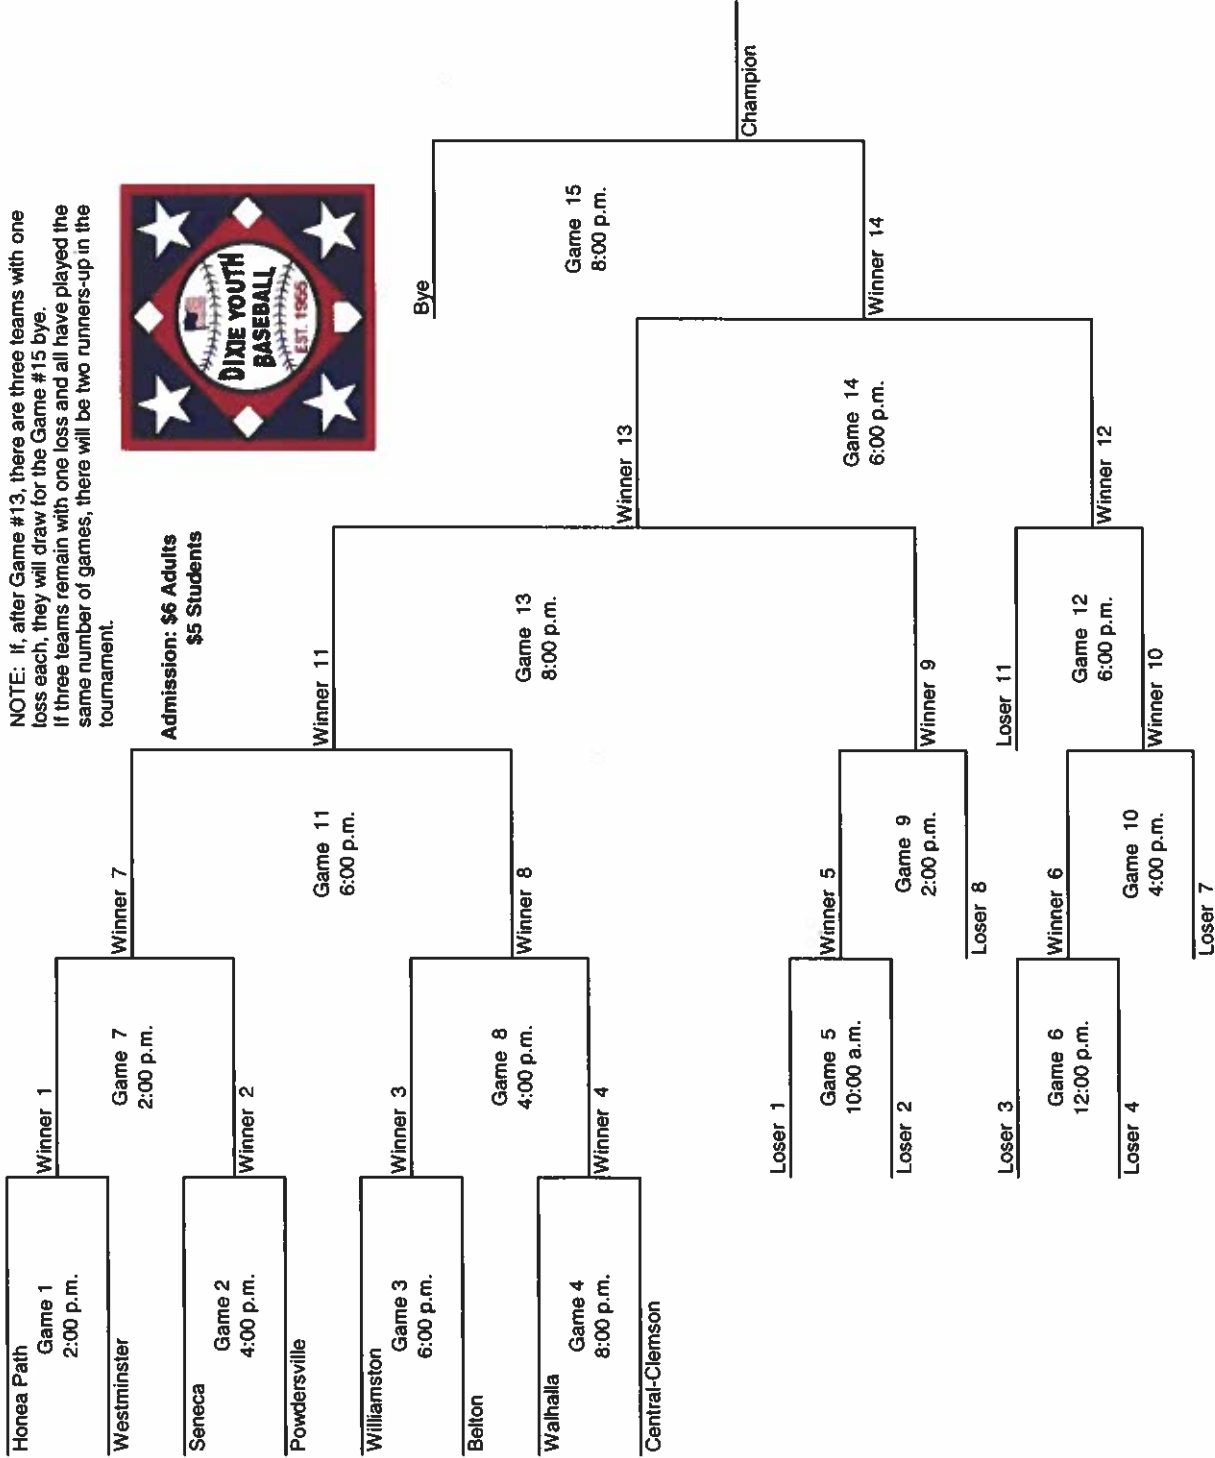 NOTE: If, after Game #13, there are three teams with one
loss each, they will draw for the Game #15 bye.
If three teams remain with one loss and all have played the
same number of games, there will be two runners-up in the
tournament.
Admission: $6 Adults
$5 Students
DIXIE YOUTH
BASEBALL
EST. 1955
Honea Path
Game 1
2:00 p.m.
Westminster
Seneca
Game 2
4:00 p.m.
Powdersville
Williamston
Game 3
6:00 p.m.
Belton
Walhalla
Game 4
8:00 p.m.
Central-Clemson
Winner 1
Game 7
2:00 p.m.
Winner 2
Winner 3
Game 8
4:00 p.m.
Winner 4
Loser 1
Game 5
10:00 a.m.
Loser 2
Loser 3
Game 6
12:00 p.m.
Loser 4
Winner 7
Game 11
6:00 p.m.
Winner 8
Winner 5
Game 9
2:00 p.m.
Loser 8
Winner 6
Game 10
4:00 p.m.
Loser 7
Winner 11
Game 13
8:00 p.m.
Winner 9
Loser 11
Game 12
6:00 p.m.
Winner 10
Winner 13
Game 14
6:00 p.m.
Winner 12
Bye
Game 15
8:00 p.m.
Winner 14
Champion